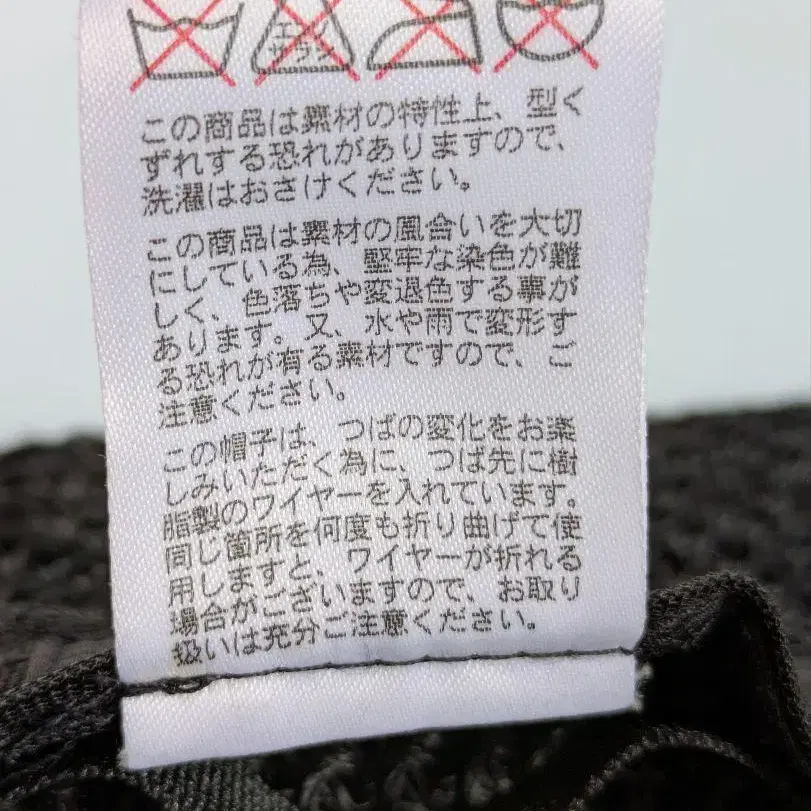 エンソ
サラシ
この商品は素材の特性上、型く
ずれする恐れがありますので、
洗濯はおさけください。
この商品は素材の風合いを大切
にしている為、堅牢な染色が難
しく、色落ちや変退色する事が
あります。又、水や雨で変形す
る恐れが有る素材ですので、ご
注意ください。
この帽子は、つばの変化をお楽
しみいただく為に、つば先に樹
脂製のワイヤーを入れています。
同じ箇所を何度も折り曲げて使
用しますと、ワイヤーが折れる
場合がございますので、お取り
扱いは充分ご注意ください。